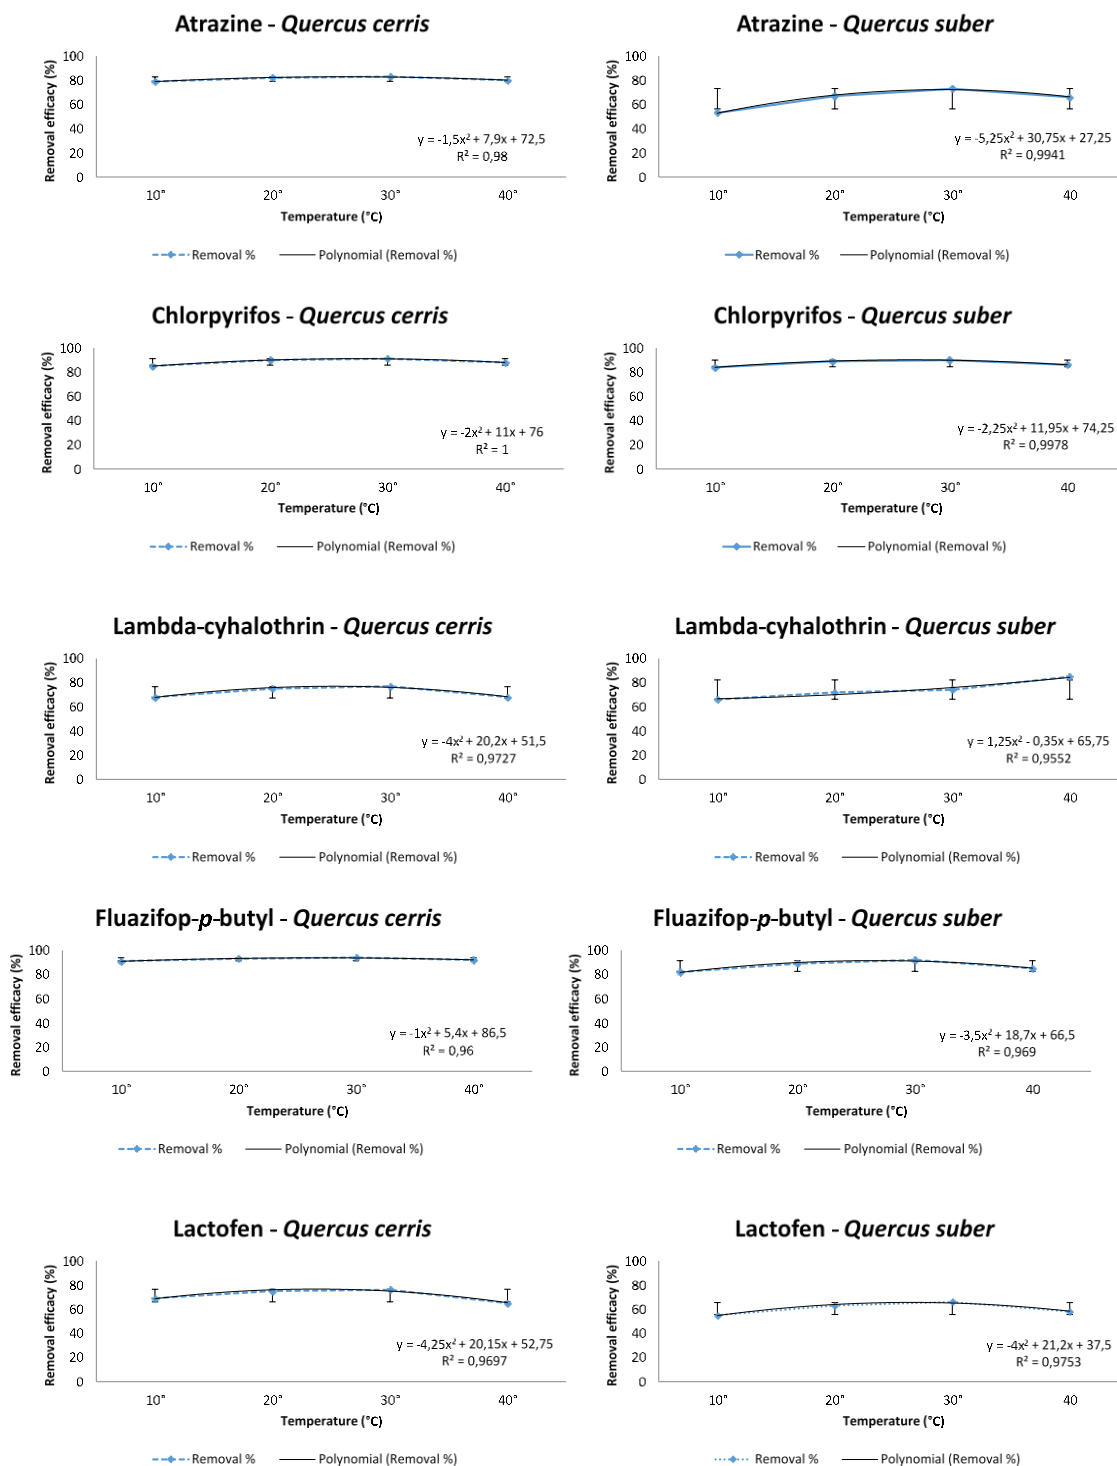 Atrazine - Quercus cerris
Removal efficacy (%)
100
80
60
40
20
0
y = -1,5x² + 7,9x + 72,5
R² = 0,98
10° 20° 30° 40°
Temperature (°C)
Removal % Polynomial (Removal %)
Atrazine - Quercus suber
Removal efficacy (%)
100
80
60
40
20
0
y = -5,25x² + 30,75x + 27,25
R² = 0,9941
10° 20° 30° 40
Temperature (°C)
Removal % Polynomial (Removal %)
Chlorpyrifos - Quercus cerris
Removal efficacy (%)
100
80
60
40
20
0
y = -2x² + 11x + 76
R² = 1
10° 20° 30° 40°
Temperature (°C)
Removal % Polynomial (Removal %)
Chlorpyrifos - Quercus suber
Removal efficacy (%)
100
80
60
40
20
0
y = -2,25x² + 11,95x + 74,25
R² = 0,9978
10° 20° 30° 40
Temperature (°C)
Removal % Polynomial (Removal %)
Lambda-cyhalothrin - Quercus cerris
Removal efficacy (%)
100
80
60
40
20
0
y = -4x² + 20,2x + 51,5
R² = 0,9727
10° 20° 30° 40°
Temperature (°C)
Removal % Polynomial (Removal %)
Lambda-cyhalothrin - Quercus suber
Removal efficacy (%)
100
80
60
40
20
0
y = 1,25x² - 0,35x + 65,75
R² = 0,9552
10° 20° 30° 40
Temperature (°C)
Removal % Polynomial (Removal %)
Fluazifop-p-butyl - Quercus cerris
Removal efficacy (%)
100
80
60
40
20
0
y = -1x² + 5,4x + 86,5
R² = 0,96
10° 20° 30° 40°
Temperature (°C)
Removal % Polynomial (Removal %)
Fluazifop-p-butyl - Quercus suber
Removal efficacy (%)
100
80
60
40
20
0
y = -3,5x² + 18,7x + 66,5
R² = 0,969
10° 20° 30° 40
Temperature (°C)
Removal % Polynomial (Removal %)
Lactofen - Quercus cerris
Removal efficacy (%)
100
80
60
40
20
0
y = -4,25x² + 20,15x + 52,75
R² = 0,9697
10° 20° 30° 40°
Temperature (°C)
Removal % Polynomial (Removal %)
Lactofen - Quercus suber
Removal efficacy (%)
100
80
60
40
20
0
y = -4x² + 21,2x + 37,5
R² = 0,9753
10° 20° 30° 40
Temperature (°C)
Removal % Polynomial (Removal %)